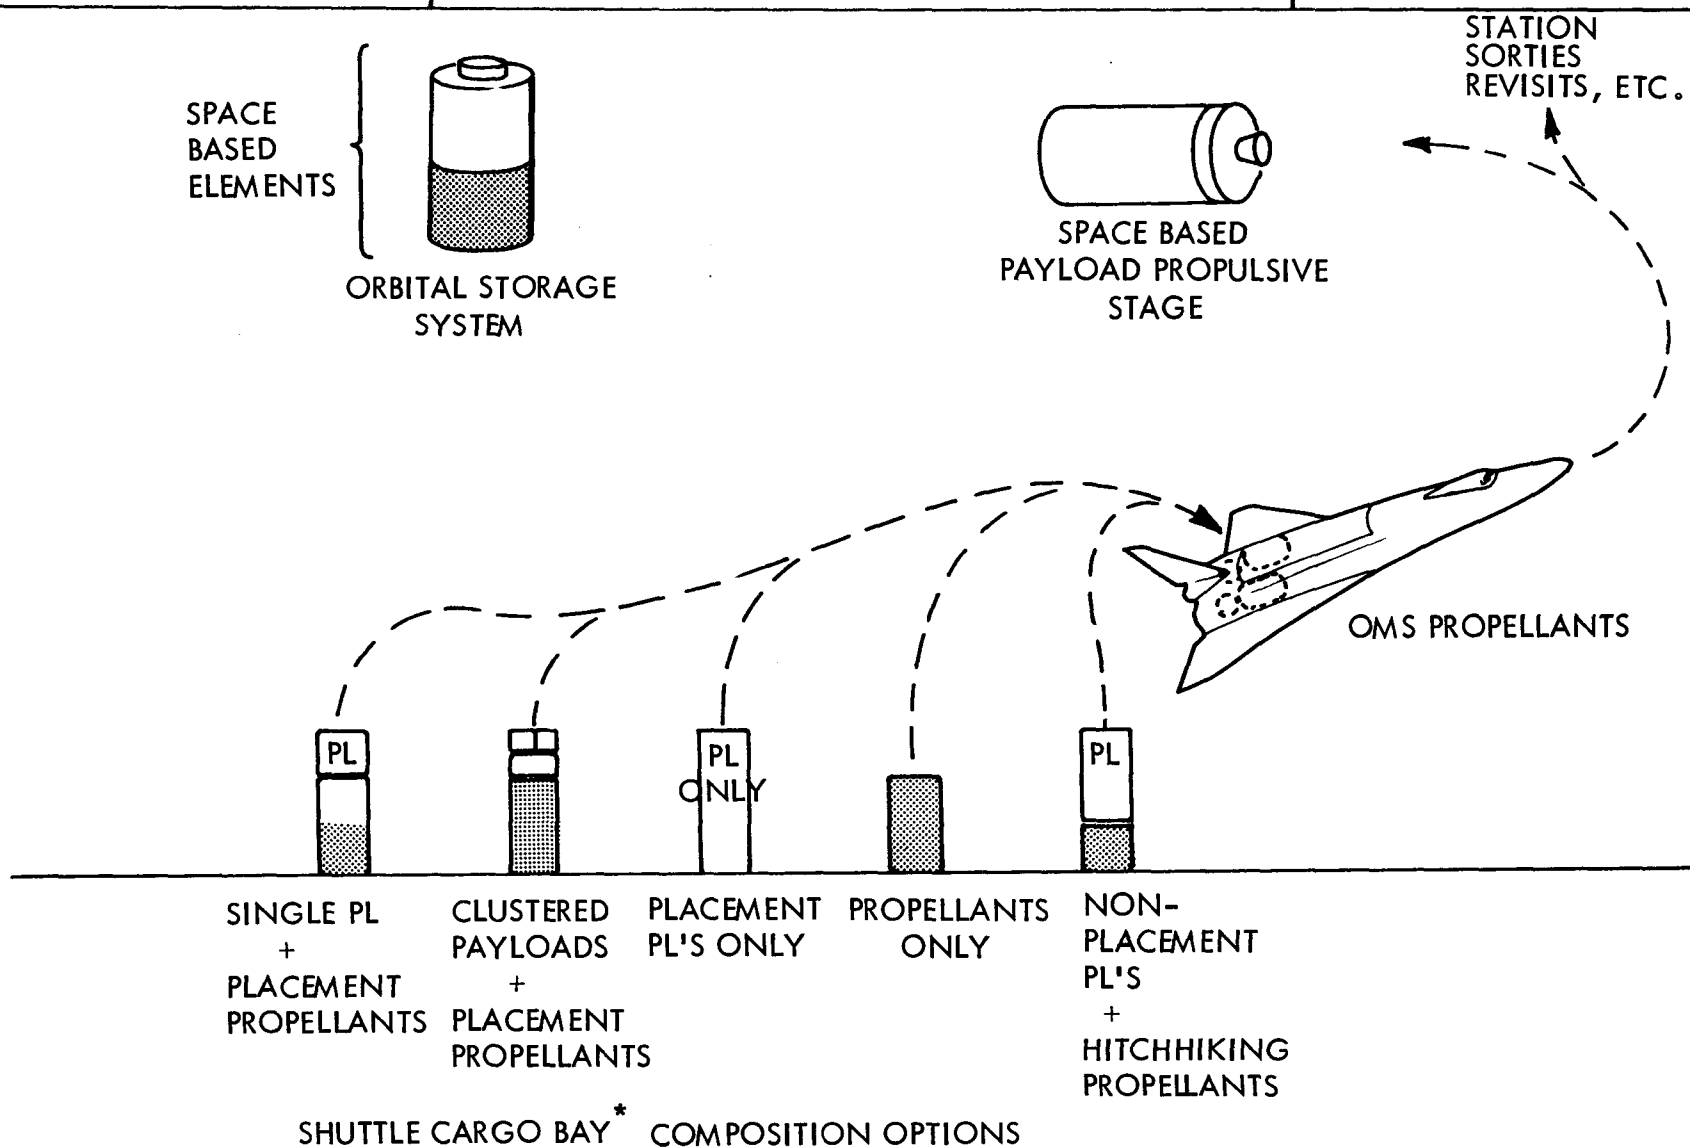 STATION
SORTIES
REVISITS, ETC.
SPACE
BASED
ELEMENTS
ORBITAL STORAGE
SYSTEM
SPACE BASED
PAYLOAD PROPULSIVE
STAGE
OMS PROPELLANTS
PL
PL
ONLY
PL
SINGLE PL
+
PLACEMENT
PROPELLANTS
CLUSTERED
PAYLOADS
+
PLACEMENT
PROPELLANTS
PLACEMENT
PL'S ONLY
PROPELLANTS
ONLY
NON-
PLACEMENT
PL'S
+
HITCHHIKING
PROPELLANTS
SHUTTLE CARGO BAY* COMPOSITION OPTIONS